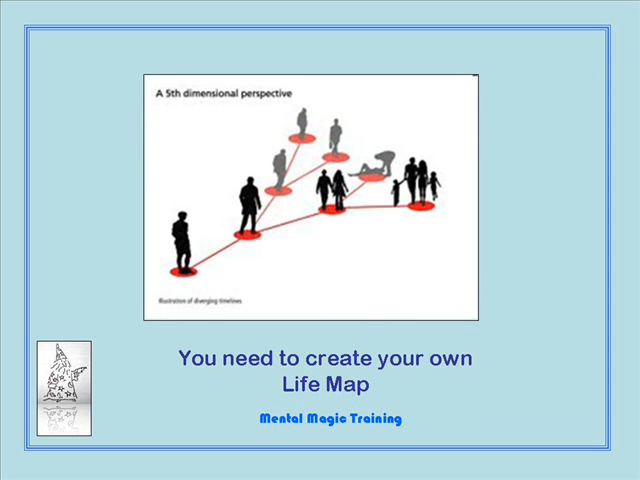 A 5th dimensional perspective
Illustration of diverging timelines
You need to create your own
Life Map
Mental Magic Training